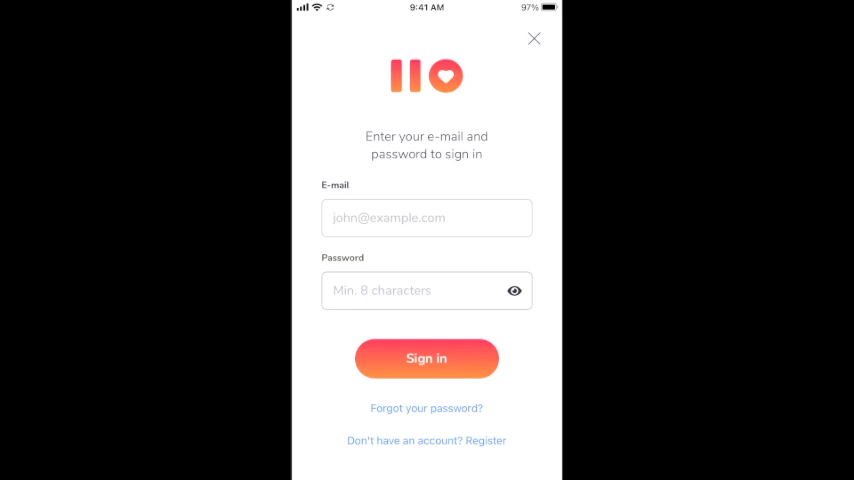 9:41 AM
97%
Enter your e-mail and
password to sign in
E-mail
john@example.com
Password
Min. 8 characters
Sign in
Forgot your password?
Don't have an account? Register